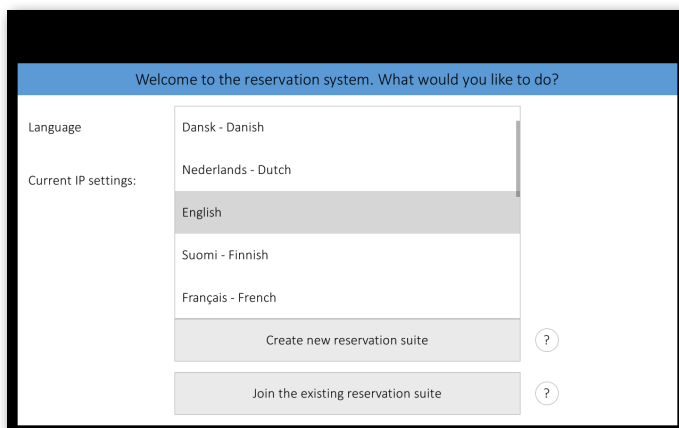 Welcome to the reservation system. What would you like to do?
Language
Dansk - Danish
Nederlands - Dutch
Current IP settings:
English
Suomi - Finnish
Français - French
Create new reservation suite
?
Join the existing reservation suite
?